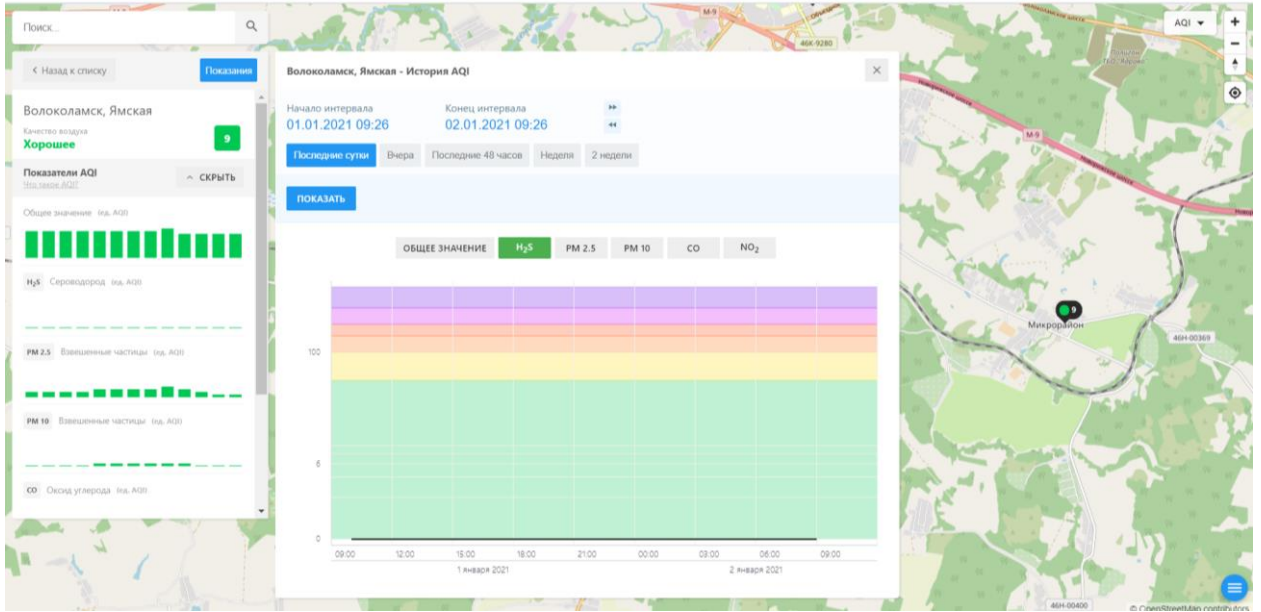 Поиск...
М-9
46К-9280
AQI
Назад к списку
Показания
Волоколамск, Ямская - История AQI
Волоколамск, Ямская
Качество воздуха
Хорошее
9
Начало интервала
Конец интервала
01.01.2021 09:26
02.01.2021 09:26
Последние сутки
Вчера
Последние 48 часов
Неделя
2 недели
Показатели AQI
Что такое AQI?
СКРЫТЬ
ПОКАЗАТЬ
Общее значение (ед. AQI)
ОБЩЕЕ ЗНАЧЕНИЕ
H₂S
PM 2.5
PM 10
CO
NO₂
H₂S Сероводород (ед. AQI)
PM 2.5 Взвешенные частицы (ед. AQI)
PM 10 Взвешенные частицы (ед. AQI)
CO Оксид углерода (ед. AQI)
100
6
0
09:00
12:00
15:00
18:00
21:00
00:00
03:00
06:00
09:00
1 января 2021
2 января 2021
М-9
Новорижское шоссе
9
Микрорайон
46Н-00369
46Н-00400
© OpenStreetMap contributors